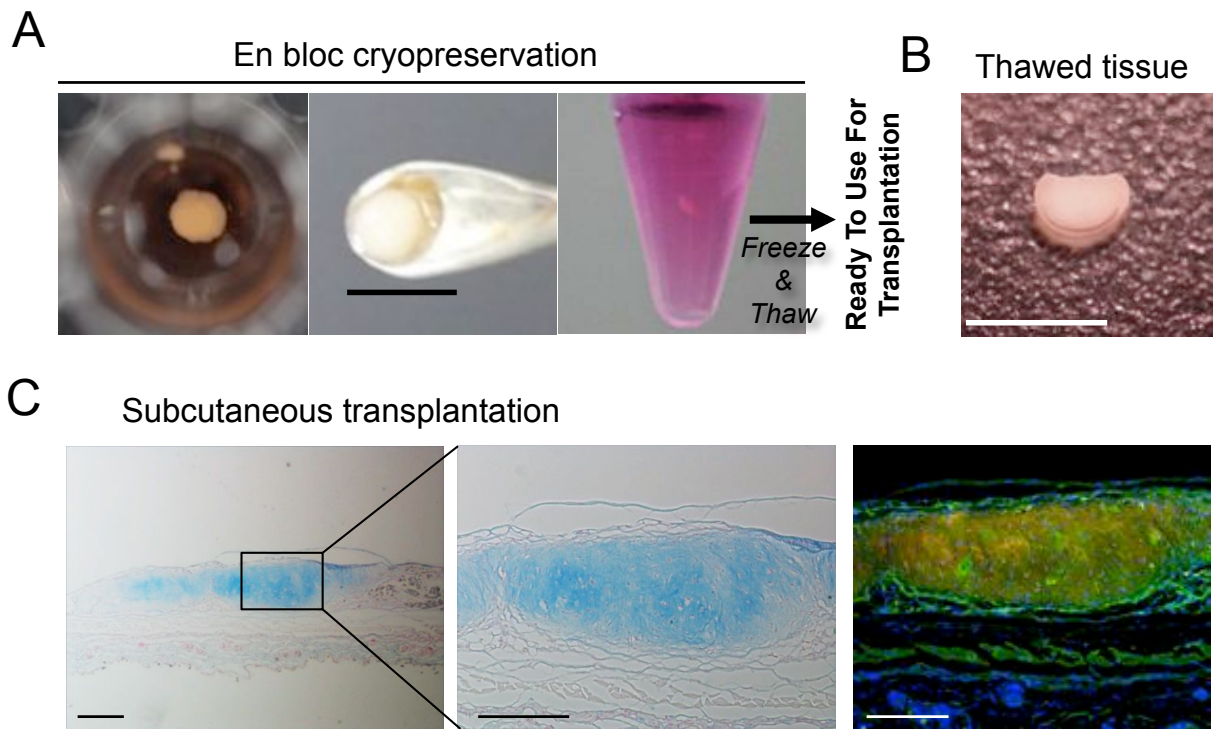 A
En bloc cryopreservation
Freeze
&
Thaw
Ready To Use For
Transplantation
B
Thawed tissue
C
Subcutaneous transplantation